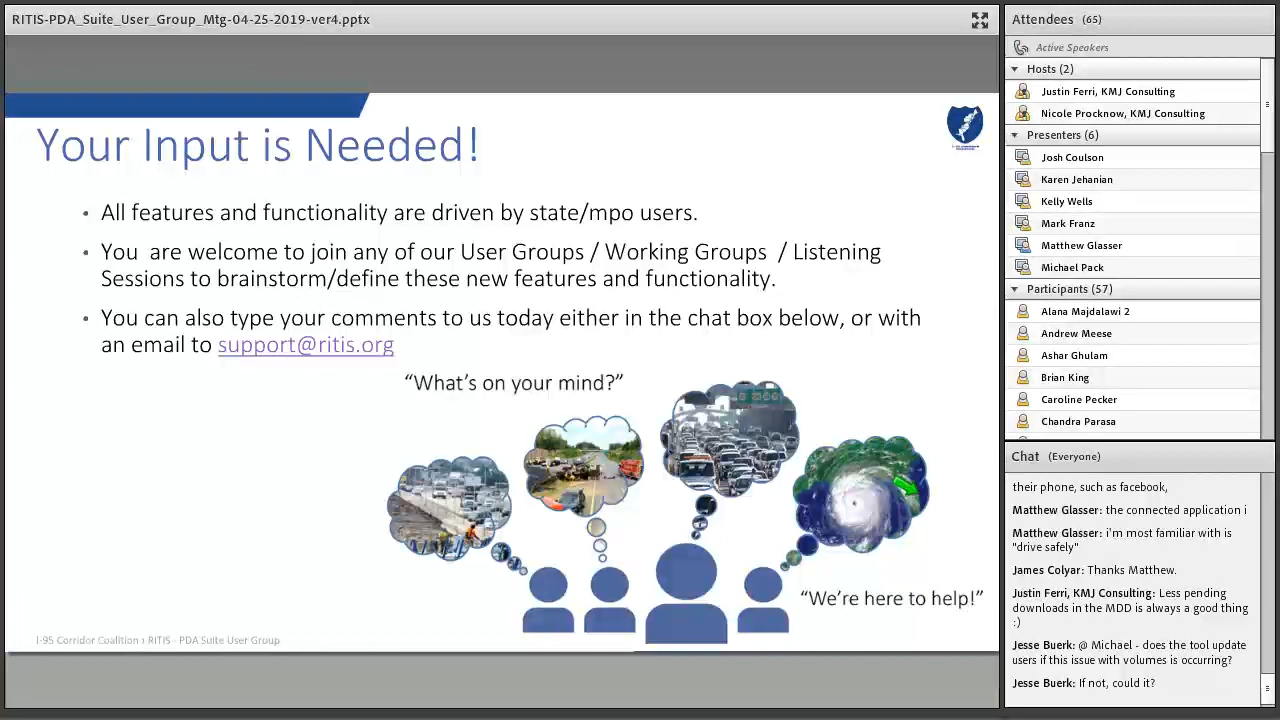 RITIS-PDA_Suite_User_Group_Mtg-04-25-2019-ver4.pptx
Your Input is Needed!
• All features and functionality are driven by state/mpo users.
• You are welcome to join any of our User Groups / Working Groups / Listening
Sessions to brainstorm/define these new features and functionality.
• You can also type your comments to us today either in the chat box below, or with
an email to support@ritis.org
“What’s on your mind?”
“We’re here to help!”
I-95 Corridor Coalition ı RITIS - PDA Suite User Group
Attendees (65)
Active Speakers
Hosts (2)
Justin Ferri, KMJ Consulting
Nicole Procknow, KMJ Consulting
Presenters (6)
Josh Coulson
Karen Jehanian
Kelly Wells
Mark Franz
Matthew Glasser
Michael Pack
Participants (57)
Alana Majdalawi 2
Andrew Meese
Ashar Ghulam
Brian King
Caroline Pecker
Chandra Parasa
Chat (Everyone)
their phone, such as facebook,
Matthew Glasser: the connected application i
Matthew Glasser: i'm most familiar with is
"drive safely"
James Colyar: Thanks Matthew.
Justin Ferri, KMJ Consulting: Less pending
downloads in the MDD is always a good thing
:)
Jesse Buerk: @ Michael - does the tool update
users if this issue with volumes is occurring?
Jesse Buerk: If not, could it?